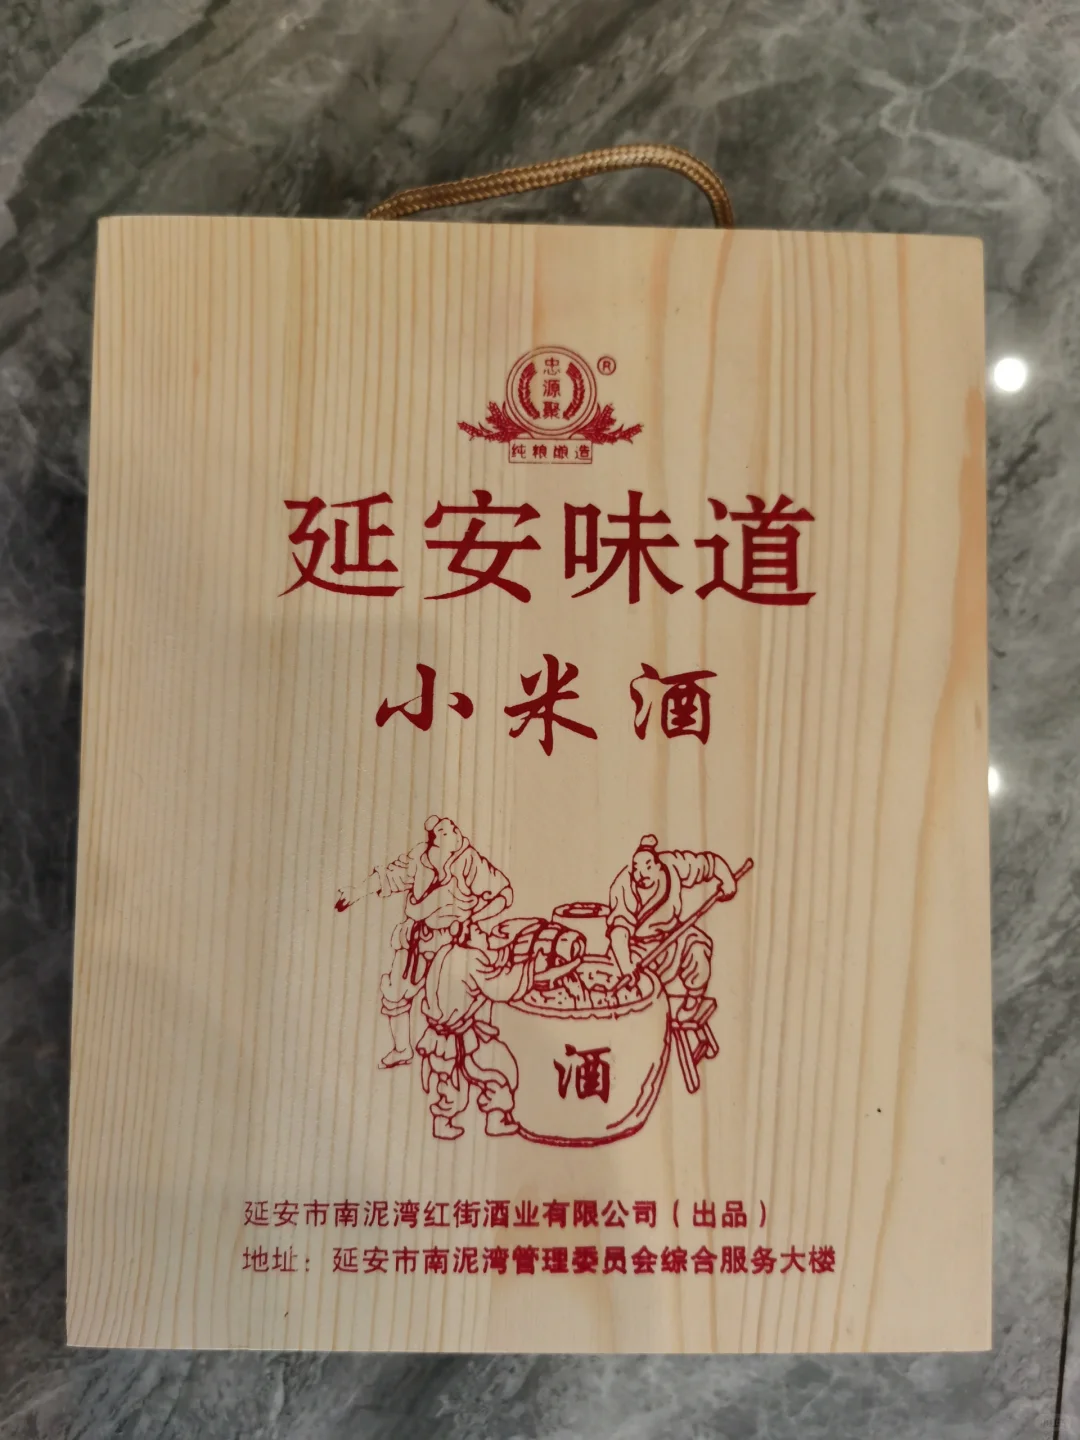 忠
源
聚
®
纯粮酿造
延安味道
小米酒
酒
延安市南泥湾红街酒业有限公司（出品）
地址：延安市南泥湾管理委员会综合服务大楼